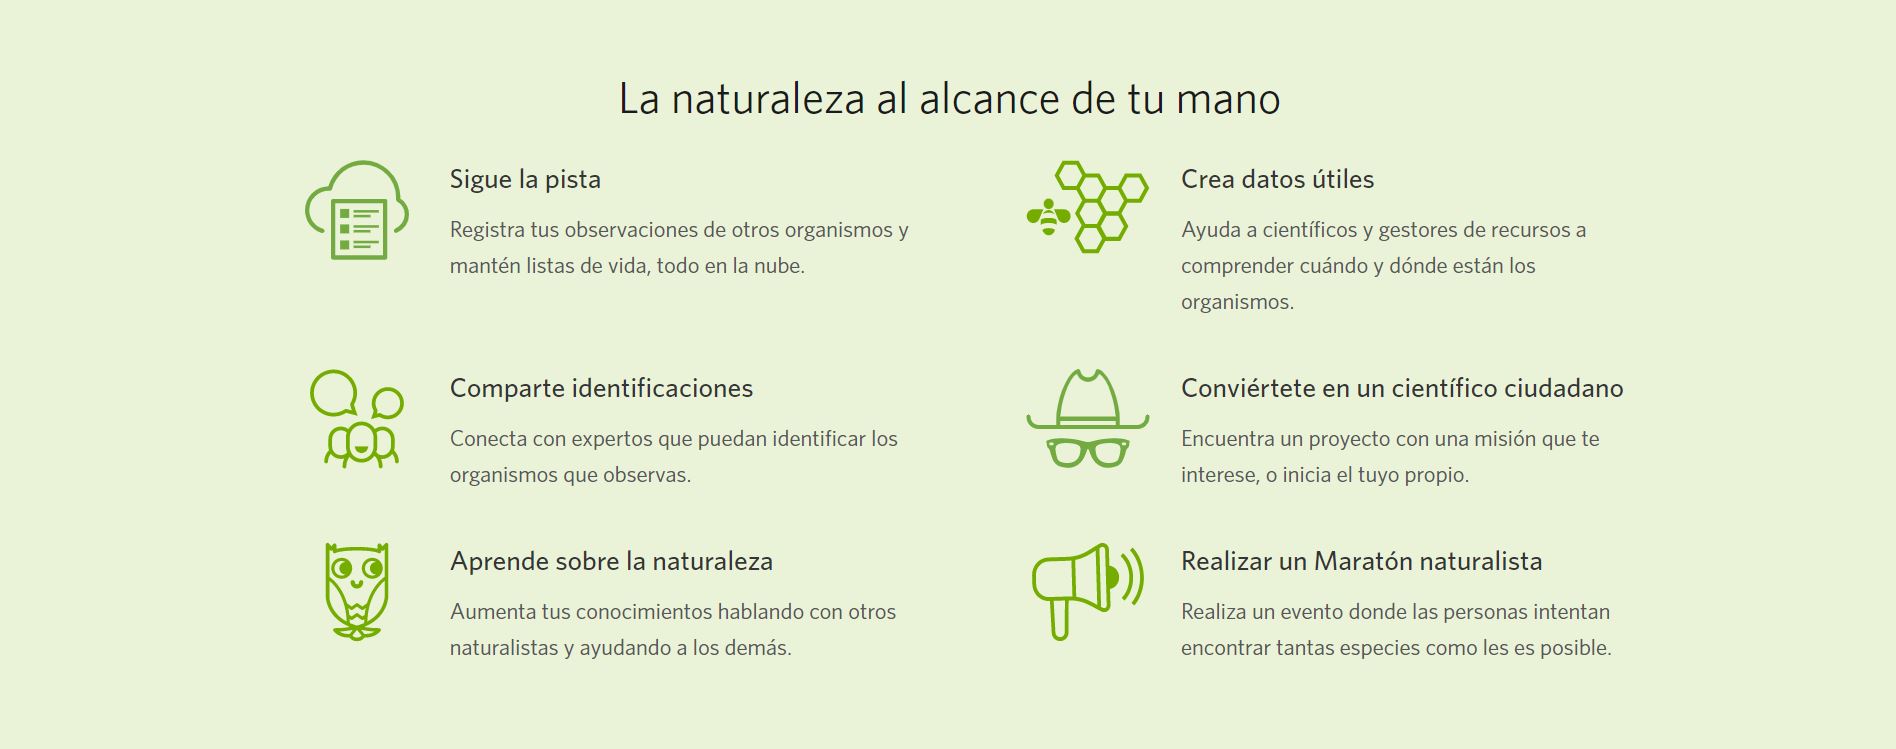 La naturaleza al alcance de tu mano
Sigue la pista
Registra tus observaciones de otros organismos y
mantén listas de vida, todo en la nube.
Crea datos útiles
Ayuda a científicos y gestores de recursos a
comprender cuándo y dónde están los
organismos.
Comparte identificaciones
Conecta con expertos que puedan identificar los
organismos que observas.
Conviértete en un científico ciudadano
Encuentra un proyecto con una misión que te
interese, o inicia el tuyo propio.
Aprende sobre la naturaleza
Aumenta tus conocimientos hablando con otros
naturalistas y ayudando a los demás.
Realizar un Maratón naturalista
Realiza un evento donde las personas intentan
encontrar tantas especies como les es posible.